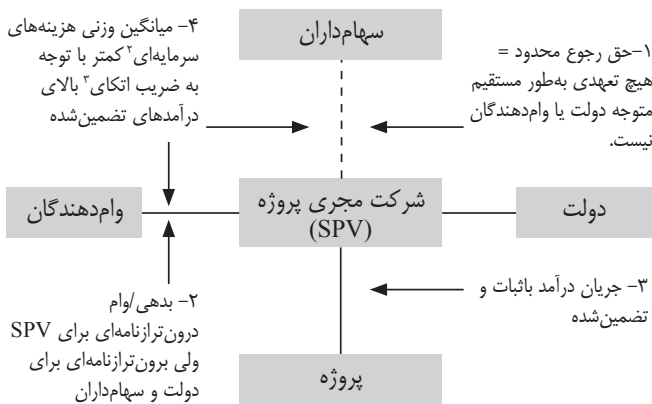 سهام‌داران
۱-حق رجوع محدود =
هیچ تعهدی به‌طور مستقیم
متوجه دولت یا وام‌دهندگان
نیست.
۴- میانگین وزنی هزینه‌های
سرمایه‌ای۲ کمتر با توجه
به ضریب اتکای۳ بالای
درآمدهای تضمین‌شده
دولت
شرکت مجری پروژه
(SPV)
وام‌دهندگان
۳- جریان درآمد باثبات و
تضمین‌شده
۲- بدهی/وام
درون‌ترازنامه‌ای برای SPV
ولی برون‌ترازنامه‌ای برای
دولت و سهام‌داران
پروژه